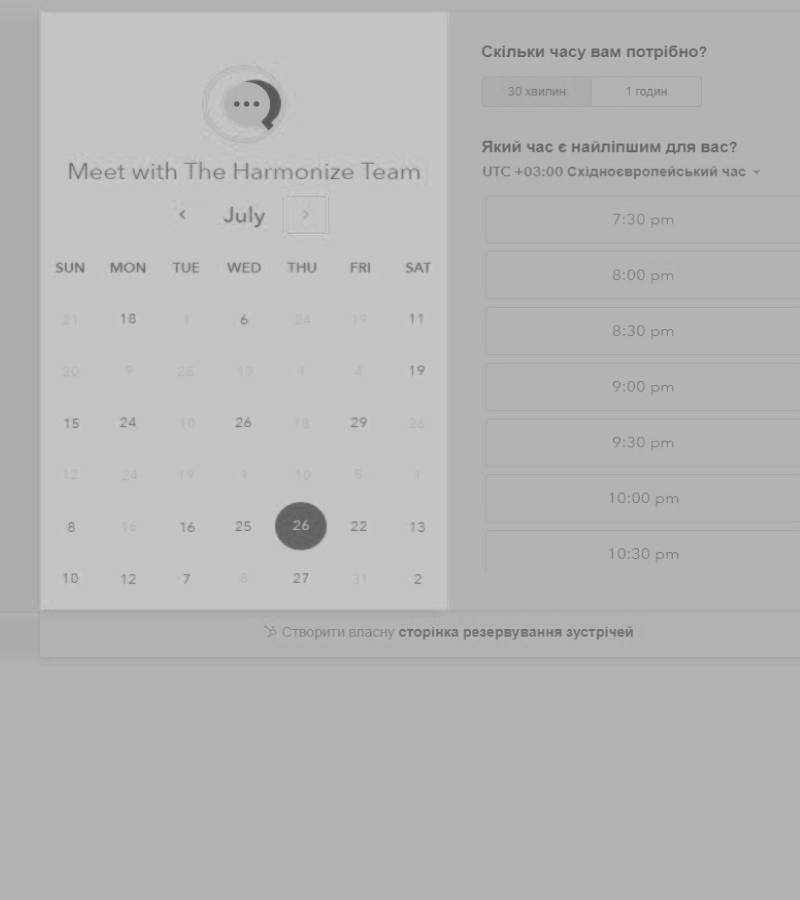 Meet with The Harmonize Team
July
SUN MON TUE WED THU FRI SAT
21 18 1 6 24 19 11
20 9 28 10 1 4 19
15 24 10 26 18 29 26
12 24 19 1 10 5 1
8 16 16 25 26 22 13
10 12 7 8 27 31 2
Скільки часу вам потрібно?
30 хвилин 1 годин
Який час є найліпшим для вас?
UTC +03:00 Східноєвропейський час
7:30 pm
8:00 pm
8:30 pm
9:00 pm
9:30 pm
10:00 pm
10:30 pm
Створити власну сторінка резервування зустрічей